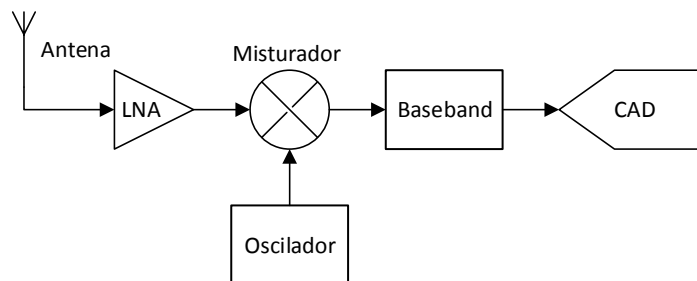 Antena
Misturador
LNA
Baseband
CAD
Oscilador